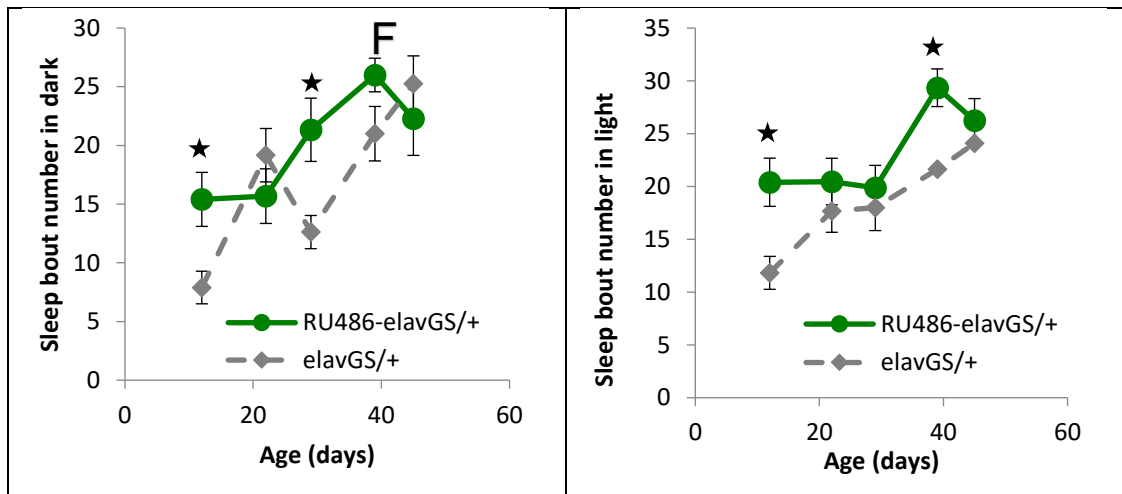 Sleep bout number in dark
30
25
20
15
10
5
0
F
★
★
RU486-elavGS/+
elavGS/+
0 20 40 60
Age (days)
Sleep bout number in light
35
30
25
20
15
10
5
0
★
★
RU486-elavGS/+
elavGS/+
0 20 40 60
Age (days)